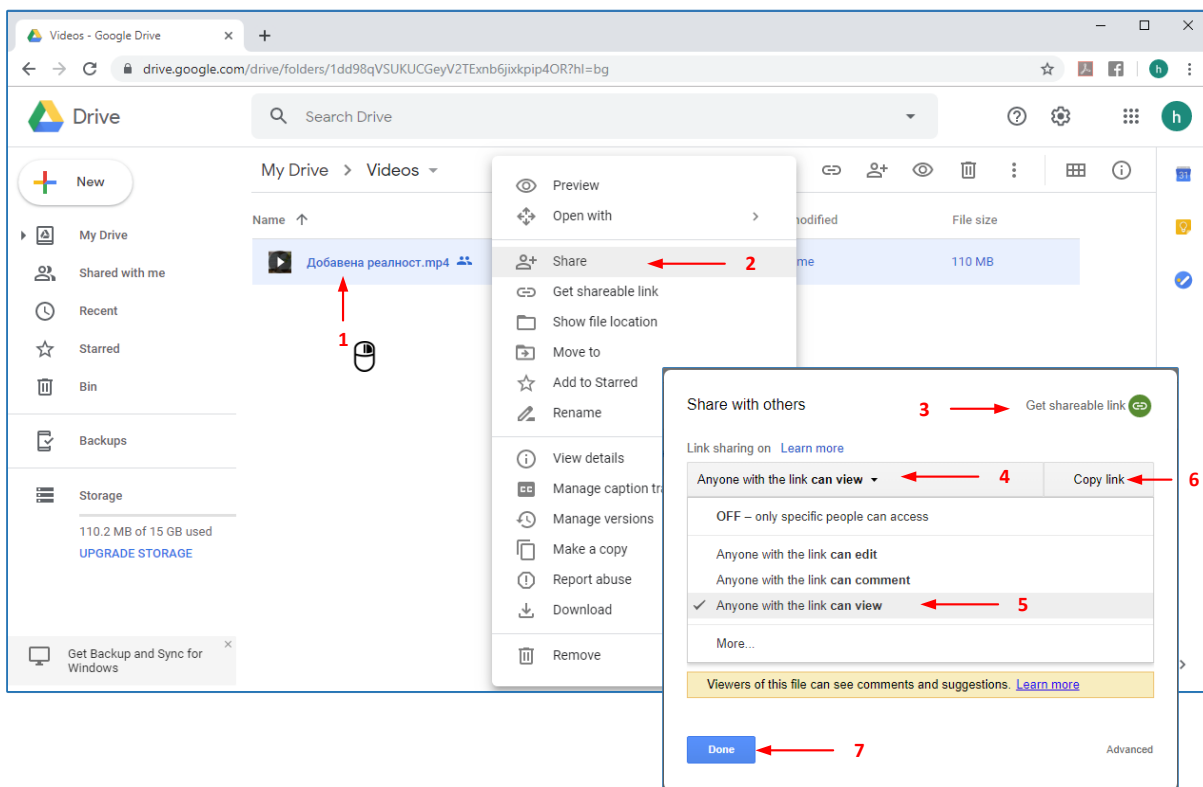 Videos - Google Drive
drive.google.com/drive/folders/1dd98qVSUKUCGeyV2TExnb6jixkpip4OR?hl=bg
h
Drive
Search Drive
h
New
My Drive > Videos
31
Name
modified
File size
My Drive
Shared with me
Recent
Starred
Bin
Backups
Storage
110.2 MB of 15 GB used
UPGRADE STORAGE
Get Backup and Sync for
Windows
Добавена реалност.mp4
me
110 MB
1
Preview
Open with
Share
2
Get shareable link
Show file location
Move to
Add to Starred
Rename
View details
CC
Manage caption tra
Manage versions
Make a copy
Report abuse
Download
Remove
Share with others
3
Get shareable link
Link sharing on Learn more
Anyone with the link can view
4
Copy link
6
OFF – only specific people can access
Anyone with the link can edit
Anyone with the link can comment
Anyone with the link can view
5
More...
Viewers of this file can see comments and suggestions. Learn more
Done
7
Advanced